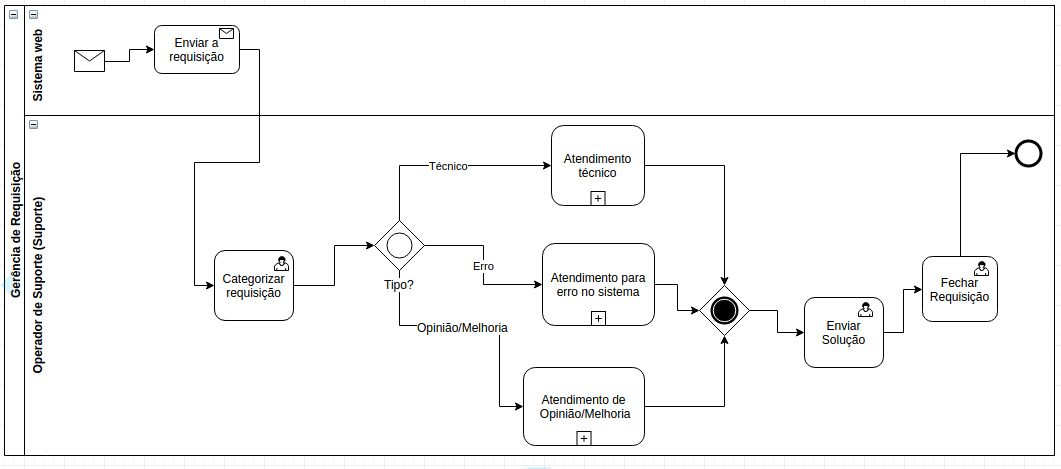 Gerência de Requisição
Sistema web
Enviar a
requisição
Operador de Suporte (Suporte)
Categorizar
requisição
Tipo?
Técnico
Erro
Opinião/Melhoria
Atendimento
técnico
Atendimento para
erro no sistema
Atendimento de
Opinião/Melhoria
Enviar
Solução
Fechar
Requisição